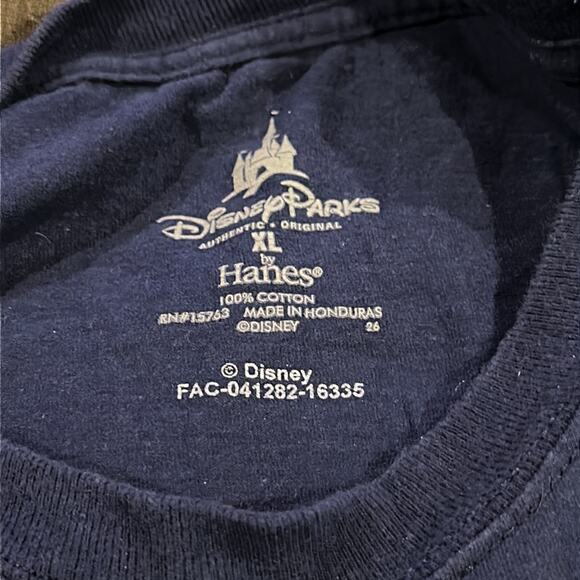 Disney Parks
AUTHENTIC • ORIGINAL
XL
by
Hanes®
100% COTTON
RN#15763 MADE IN HONDURAS
©DISNEY 26
© Disney
FAC-041282-16335